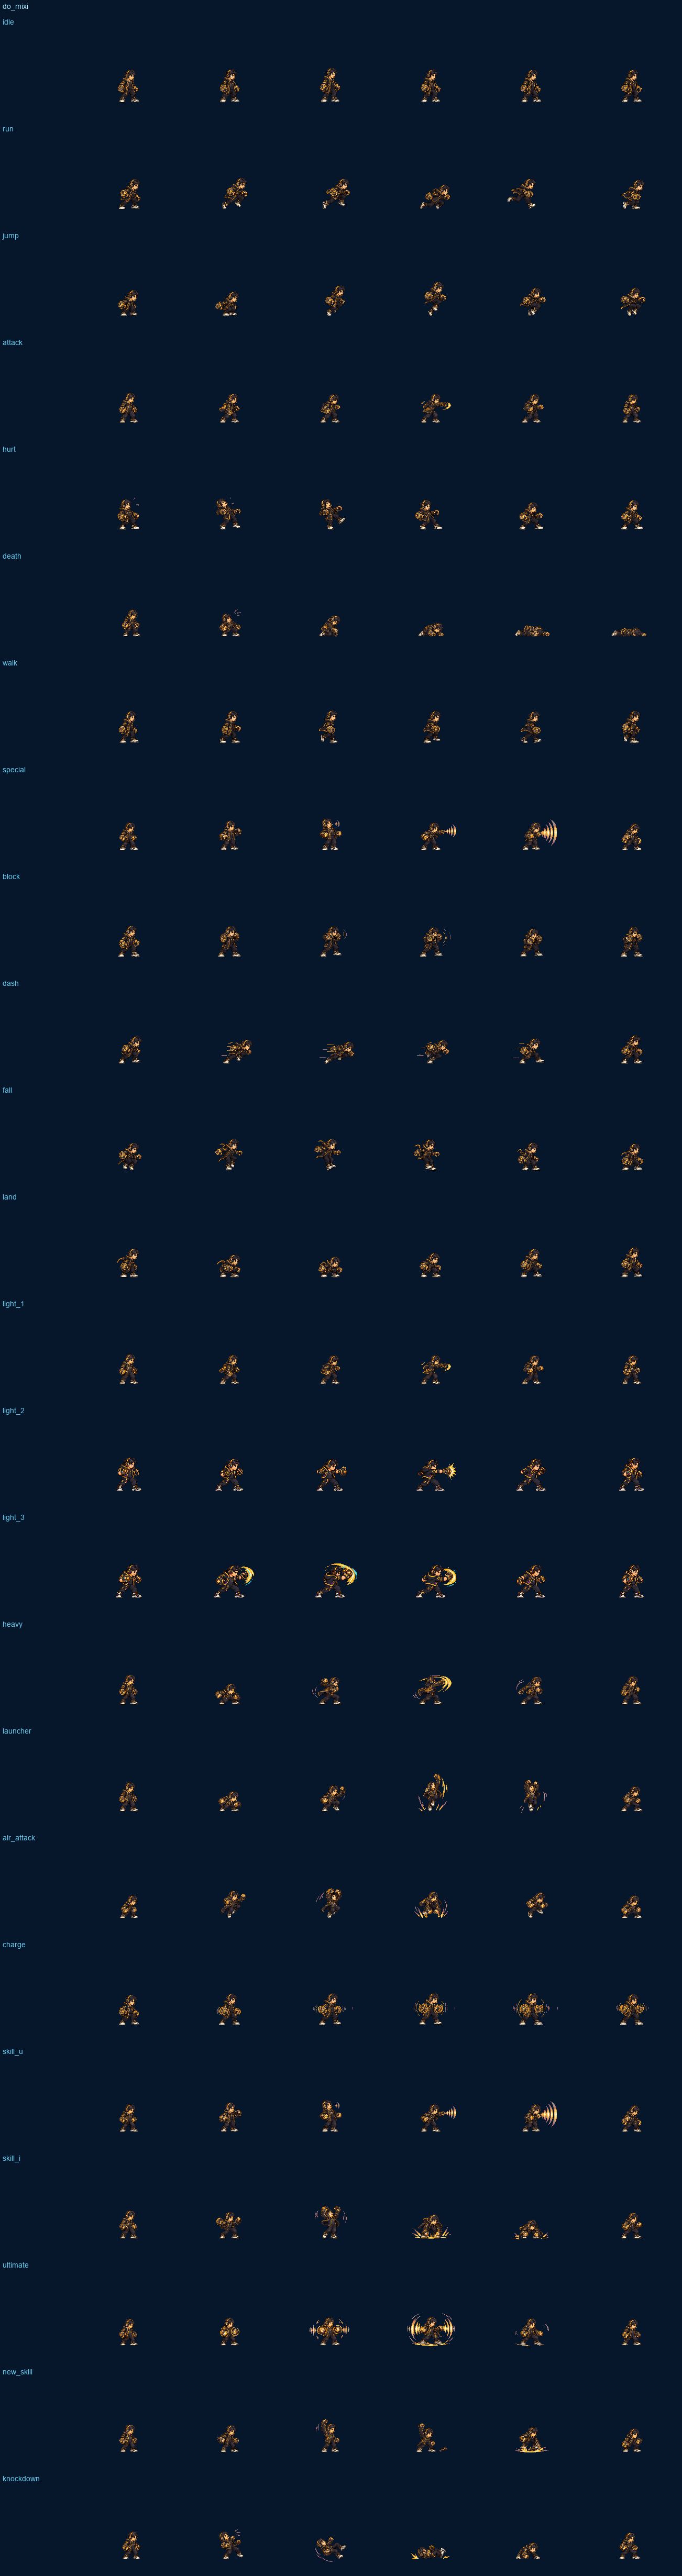 do_mixi
idle
run
jump
attack
hurt
death
walk
special
block
dash
fall
land
light_1
light_2
light_3
heavy
launcher
air_attack
charge
skill_u
skill_i
ultimate
new_skill
knockdown